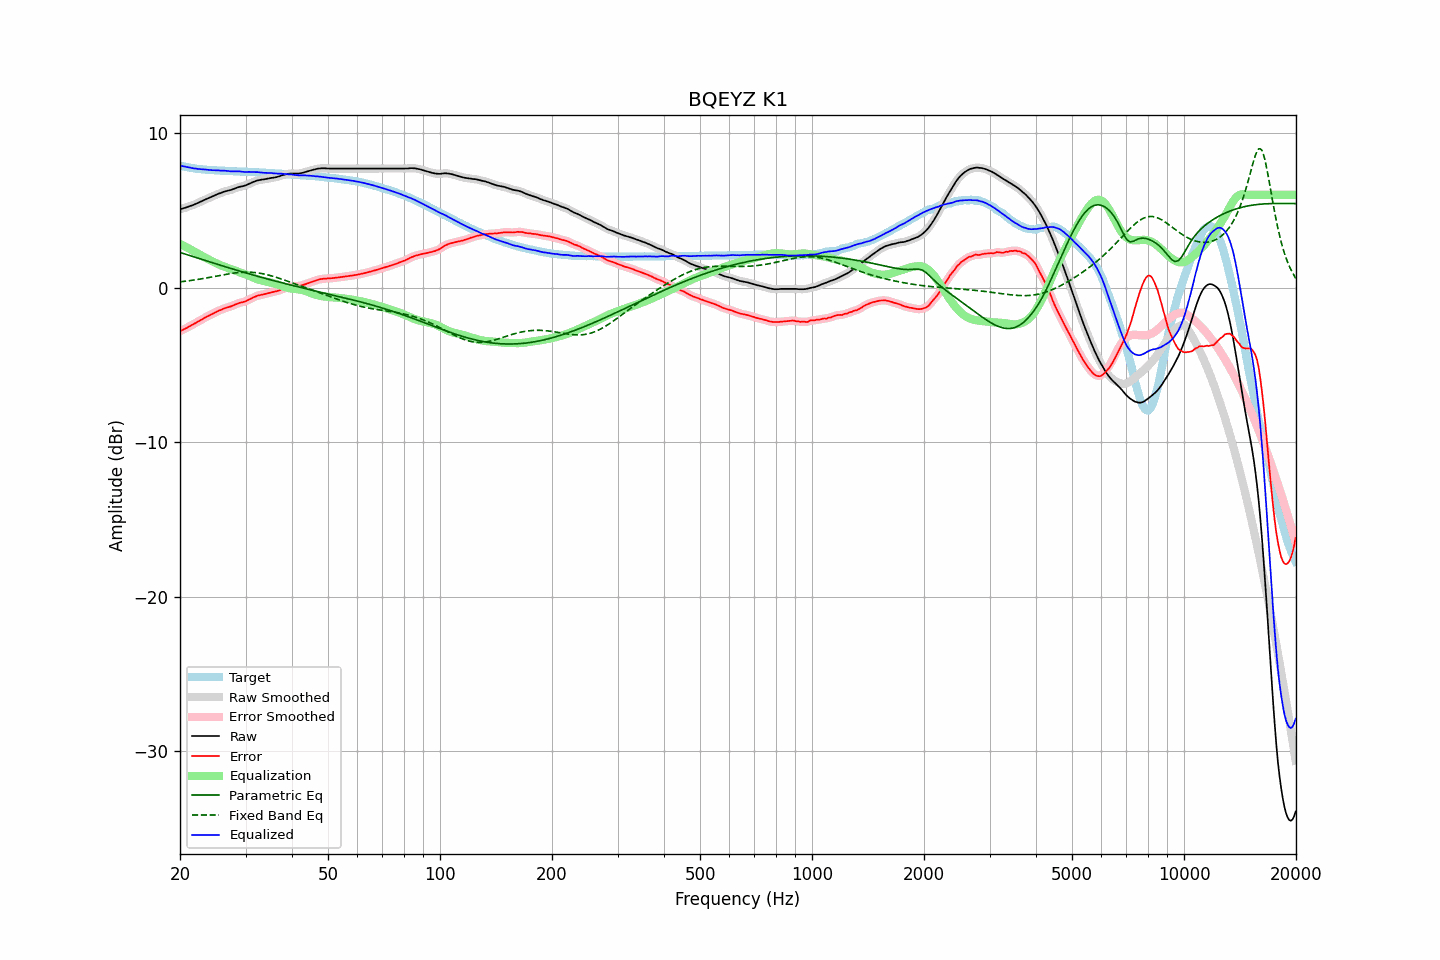 BQEYZ K1
Amplitude (dBr)
10
0
−10
−20
−30
Target
Raw Smoothed
Error Smoothed
Raw
Error
Equalization
Parametric Eq
Fixed Band Eq
Equalized
20 50 100 200 500 1000 2000 5000 10000 20000
Frequency (Hz)